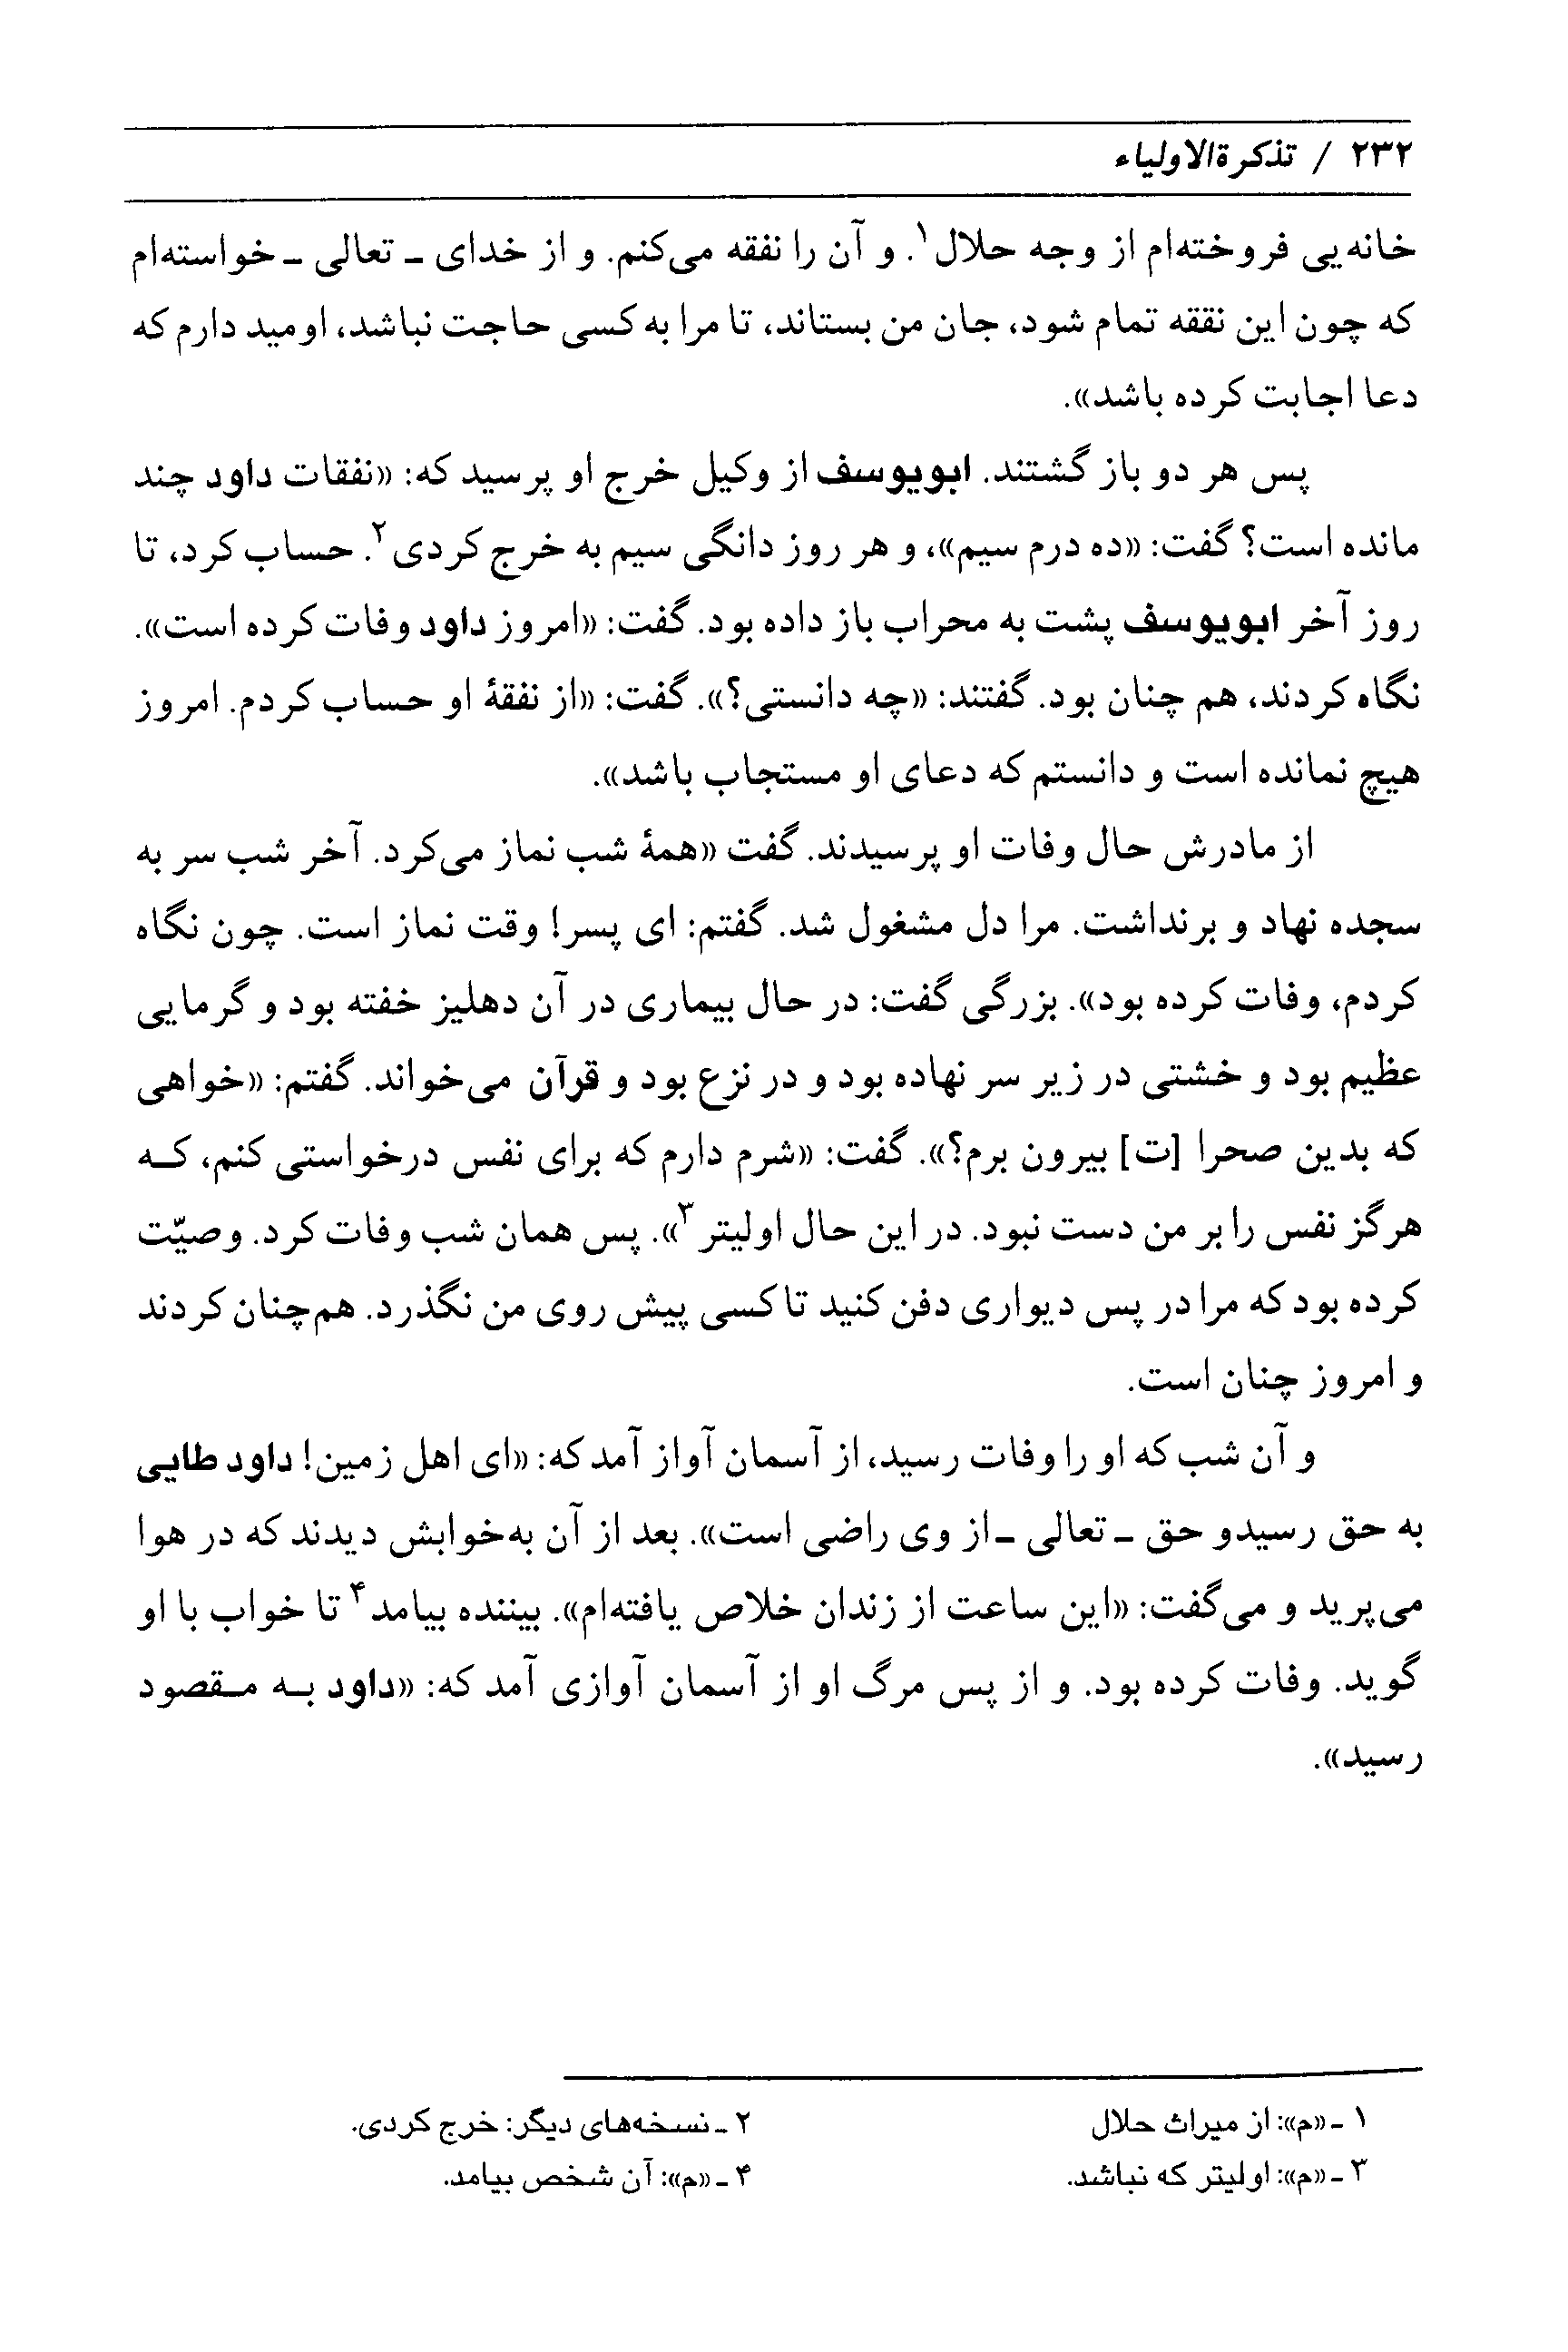 ۲۳۲ / تذکرة‌الاولیاء
خانه‌یی فروخته‌ام از وجه حلال۱. و آن را نفقه می‌کنم. و از خدای ـ تعالی ـ خواسته‌ام
که چون این نققه تمام شود، جان من بستاند، تا مرا به کسی حاجت نباشد، اومید دارم که
دعا اجابت کرده باشد».
پس هر دو باز گشتند. ابویوسف از وکیل خرج او پرسید که: «نفقات داود چند
مانده است؟ گفت: «ده درم سیم»، و هر روز دانگی سیم به خرج کردی۲. حساب کرد، تا
روز آخر ابویوسف پشت به محراب باز داده بود. گفت: «امروز داود وفات کرده است».
نگاه کردند، هم چنان بود. گفتند: «چه دانستی؟». گفت: «از نفقهٔ او حساب کردم. امروز
هیچ نمانده است و دانستم که دعای او مستجاب باشد».
از مادرش حال وفات او پرسیدند. گفت «همهٔ شب نماز می‌کرد. آخر شب سر به
سجده نهاد و برنداشت. مرا دل مشغول شد. گفتم: ای پسر! وقت نماز است. چون نگاه
کردم، وفات کرده بود». بزرگی گفت: در حال بیماری در آن دهلیز خفته بود و گرمایی
عظیم بود و خشتی در زیر سر نهاده بود و در نزع بود و قرآن می‌خواند. گفتم: «خواهی
که بدین صحرا [ت] بیرون برم؟». گفت: «شرم دارم که برای نفس درخواستی کنم، کـه
هرگز نفس را بر من دست نبود. در این حال اولیتر۳». پس همان شب وفات کرد. وصیّت
کرده بود که مرا در پس دیواری دفن کنید تا کسی پیش روی من نگذرد. هم‌چنان کردند
و امروز چنان است.
و آن شب که او را وفات رسید، از آسمان آواز آمد که: «ای اهل زمین! داود طایی
به حق رسیدو حق ـ تعالی ـ از وی راضی است». بعد از آن به‌خوابش دیدند که در هوا
می‌پرید و می‌گفت: «این ساعت از زندان خلاص یافته‌ام». بیننده بیامد۴ تا خواب با او
گوید. وفات کرده بود. و از پس مرگ او از آسمان آوازی آمد که: «داود بـه مـقصود
رسید».
۱ ـ «م»: از میراث حلال
۲ ـ نسخه‌های دیگر: خرج کردی.
۳ ـ «م»: اولیتر که نباشد.
۴ ـ «م»: آن شخص بیامد.